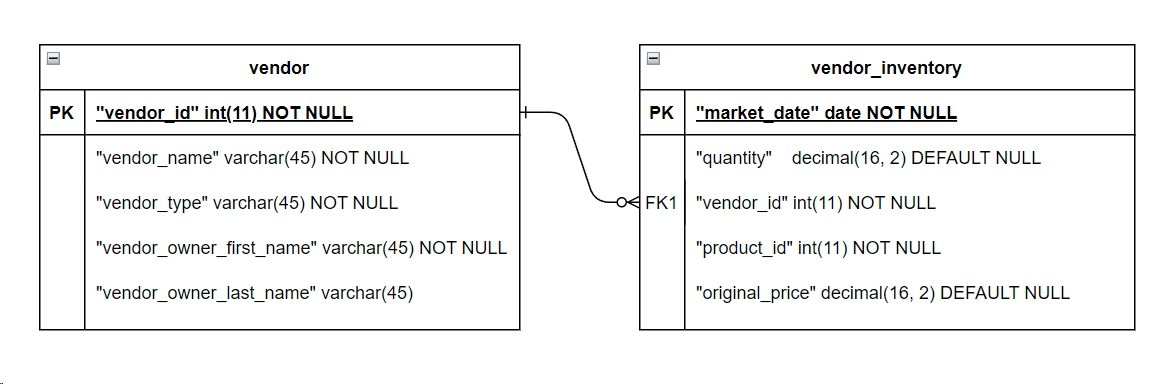 vendor
PK "vendor_id" int(11) NOT NULL
"vendor_name" varchar(45) NOT NULL
"vendor_type" varchar(45) NOT NULL
"vendor_owner_first_name" varchar(45) NOT NULL
"vendor_owner_last_name" varchar(45)
vendor_inventory
PK "market_date" date NOT NULL
"quantity" decimal(16, 2) DEFAULT NULL
FK1 "vendor_id" int(11) NOT NULL
"product_id" int(11) NOT NULL
"original_price" decimal(16, 2) DEFAULT NULL